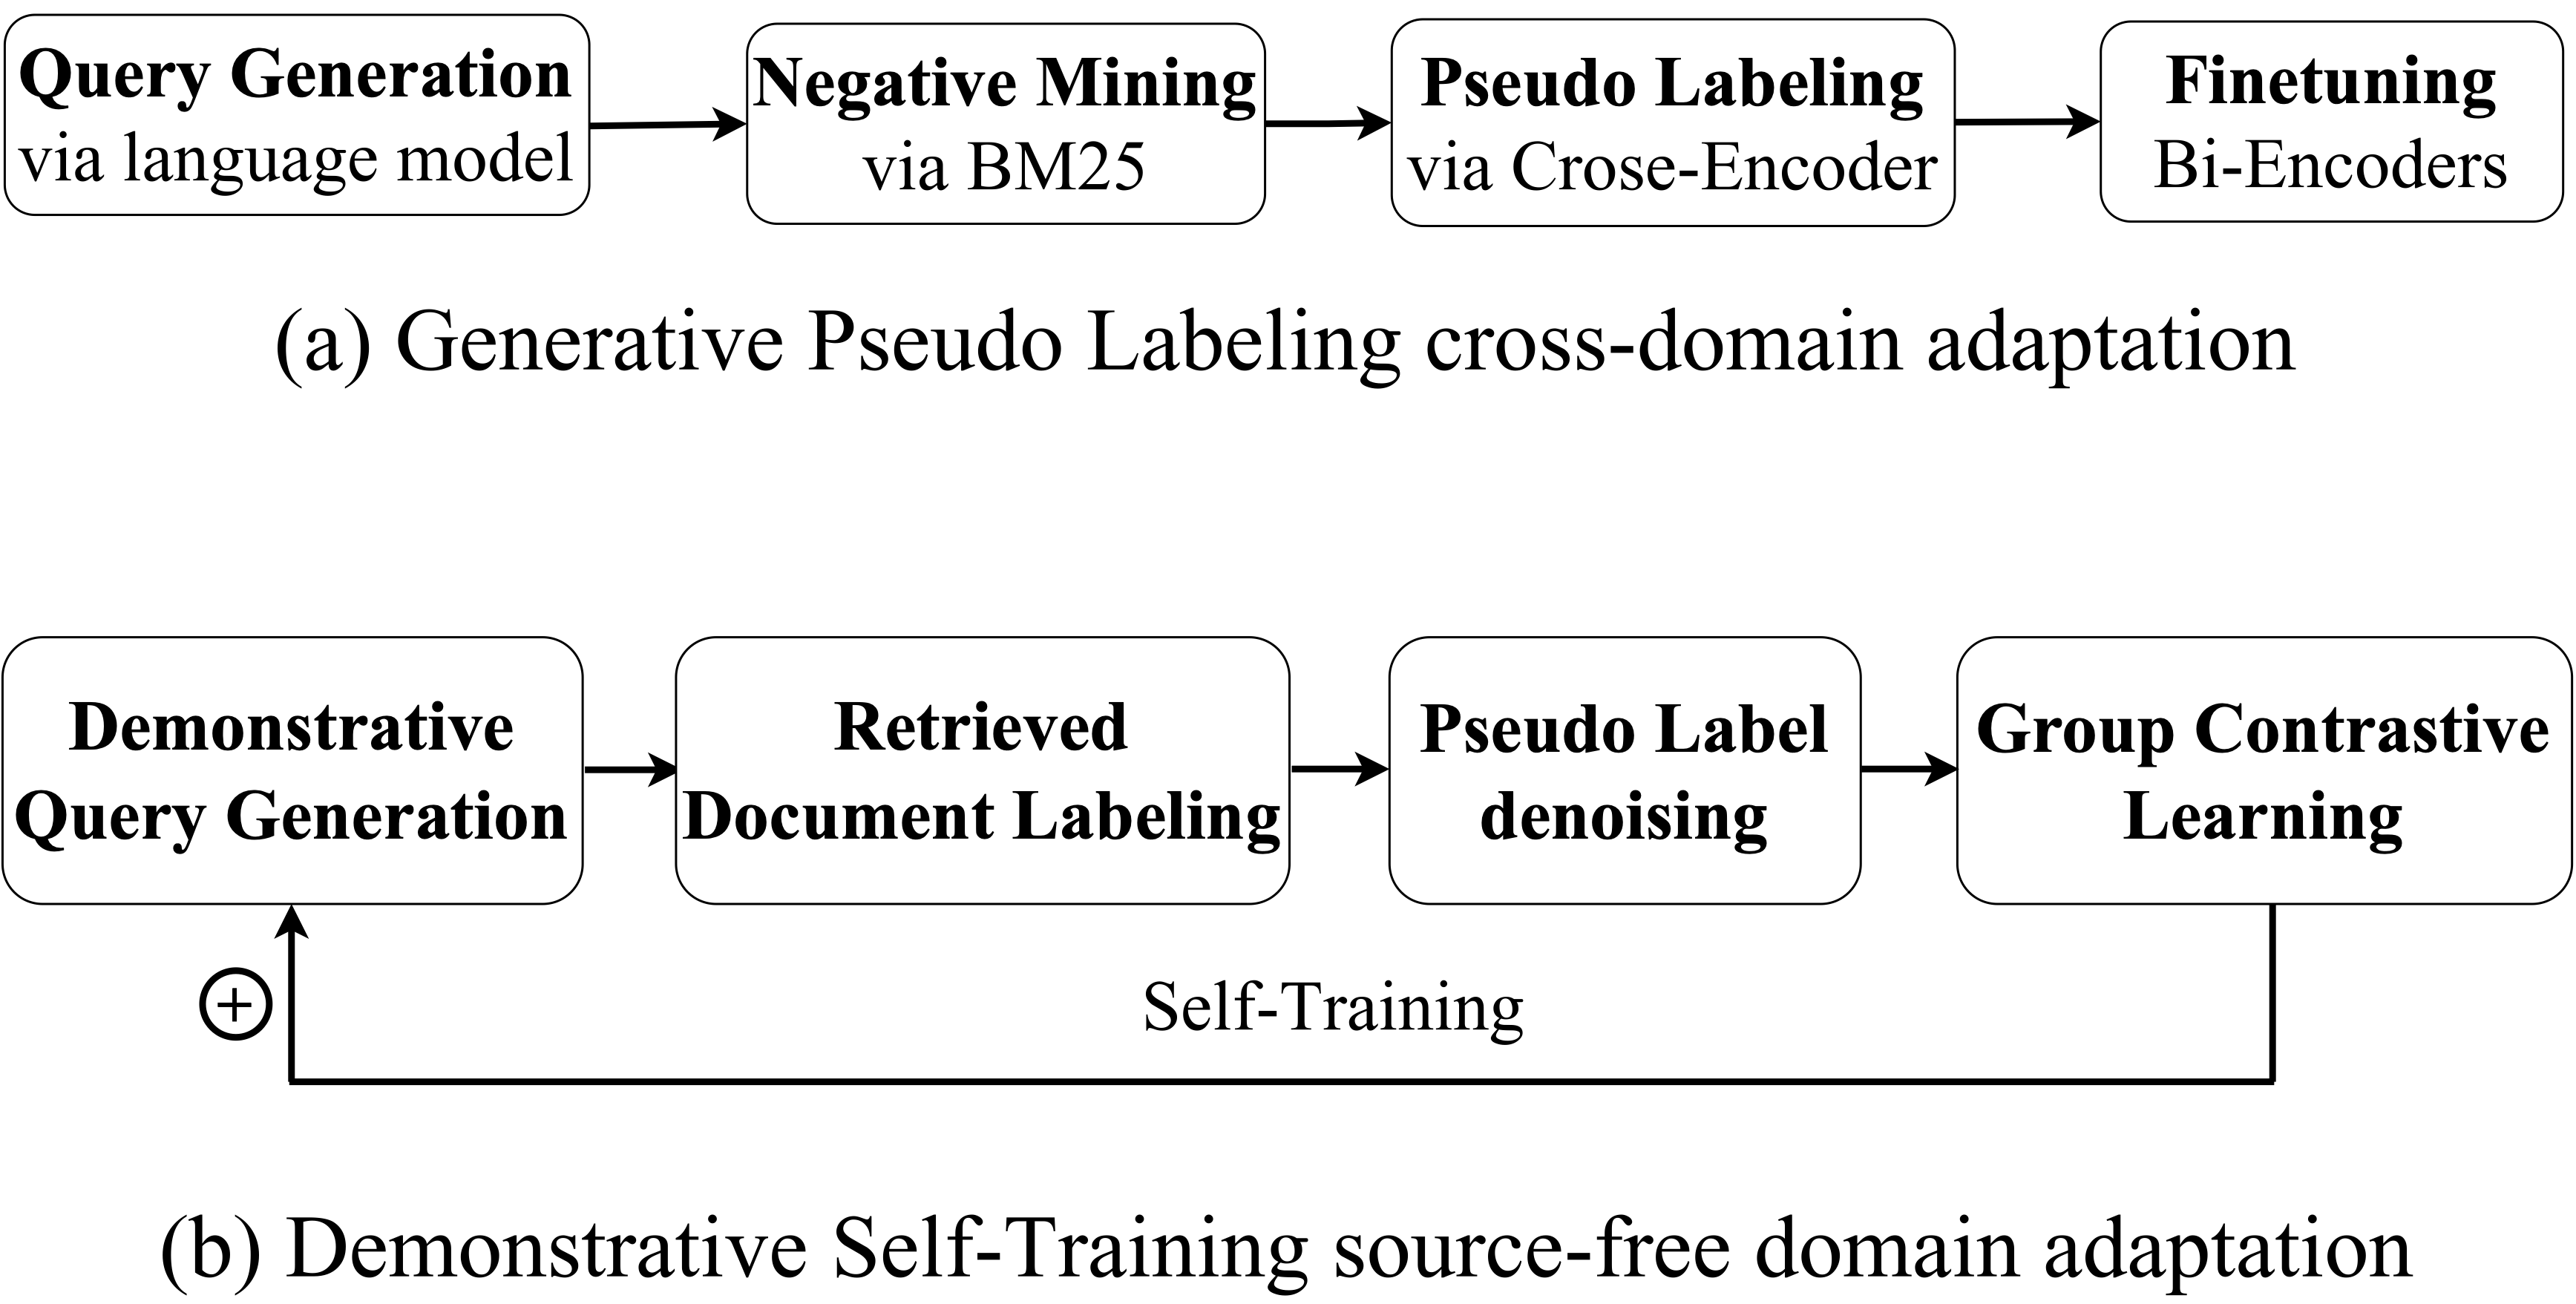 Query Generation
via language model
Negative Mining
via BM25
Pseudo Labeling
via Crose-Encoder
Finetuning
Bi-Encoders
(a) Generative Pseudo Labeling cross-domain adaptation
Demonstrative
Query Generation
Retrieved
Document Labeling
Pseudo Label
denoising
Group Contrastive
Learning
+
Self-Training
(b) Demonstrative Self-Training source-free domain adaptation